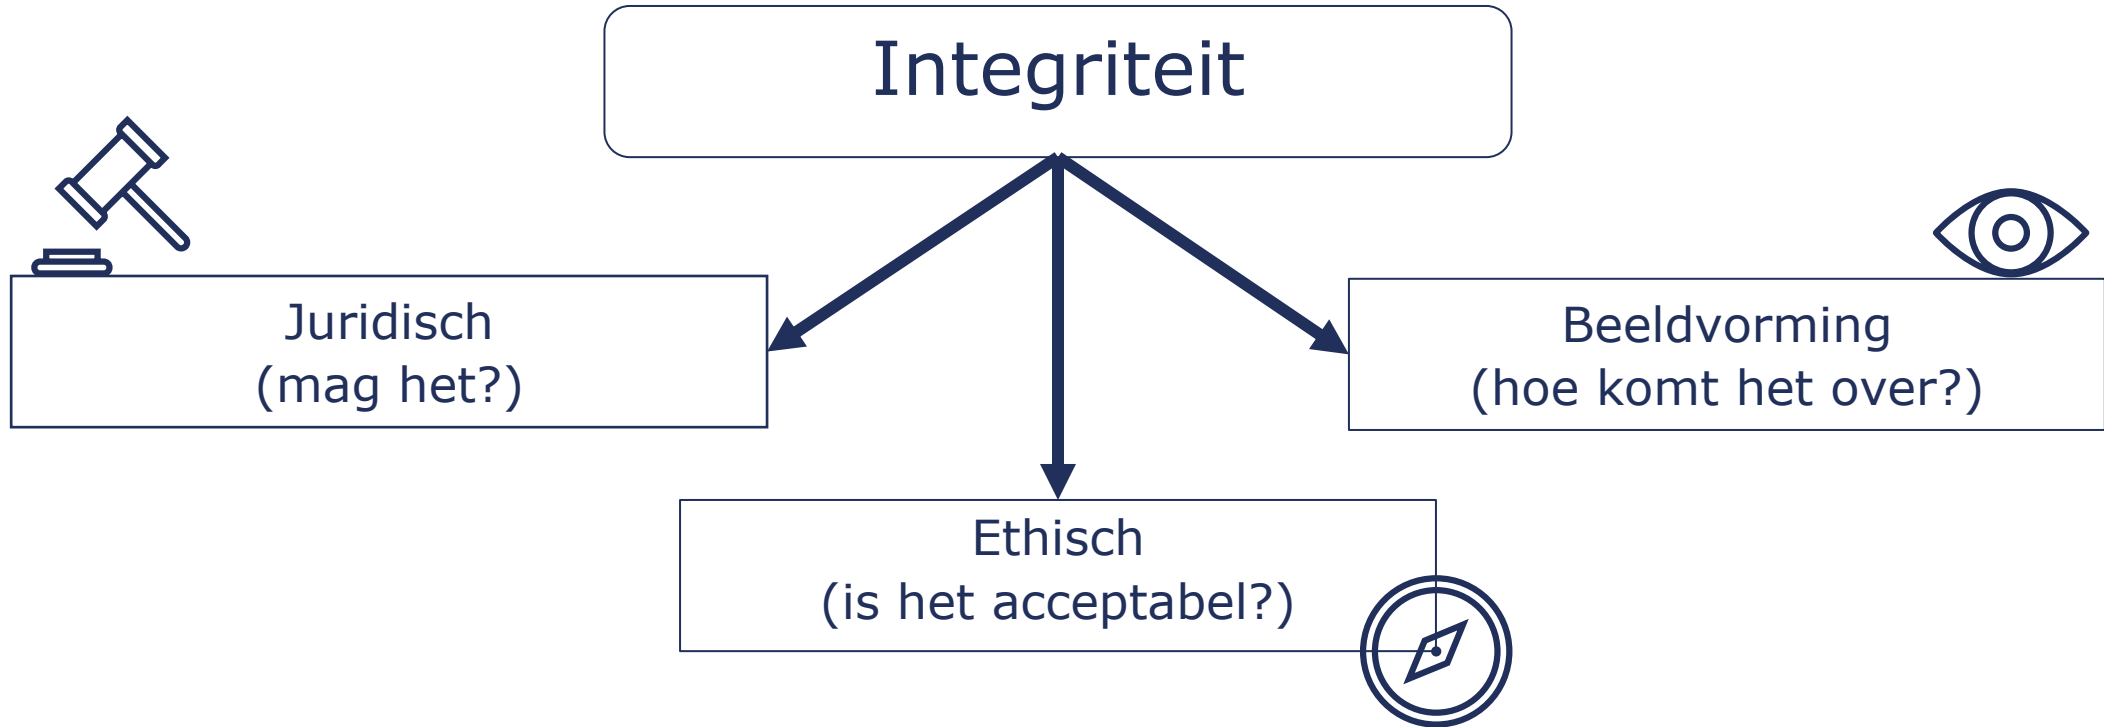 Integriteit
Juridisch
(mag het?)
Beeldvorming
(hoe komt het over?)
Ethisch
(is het acceptabel?)